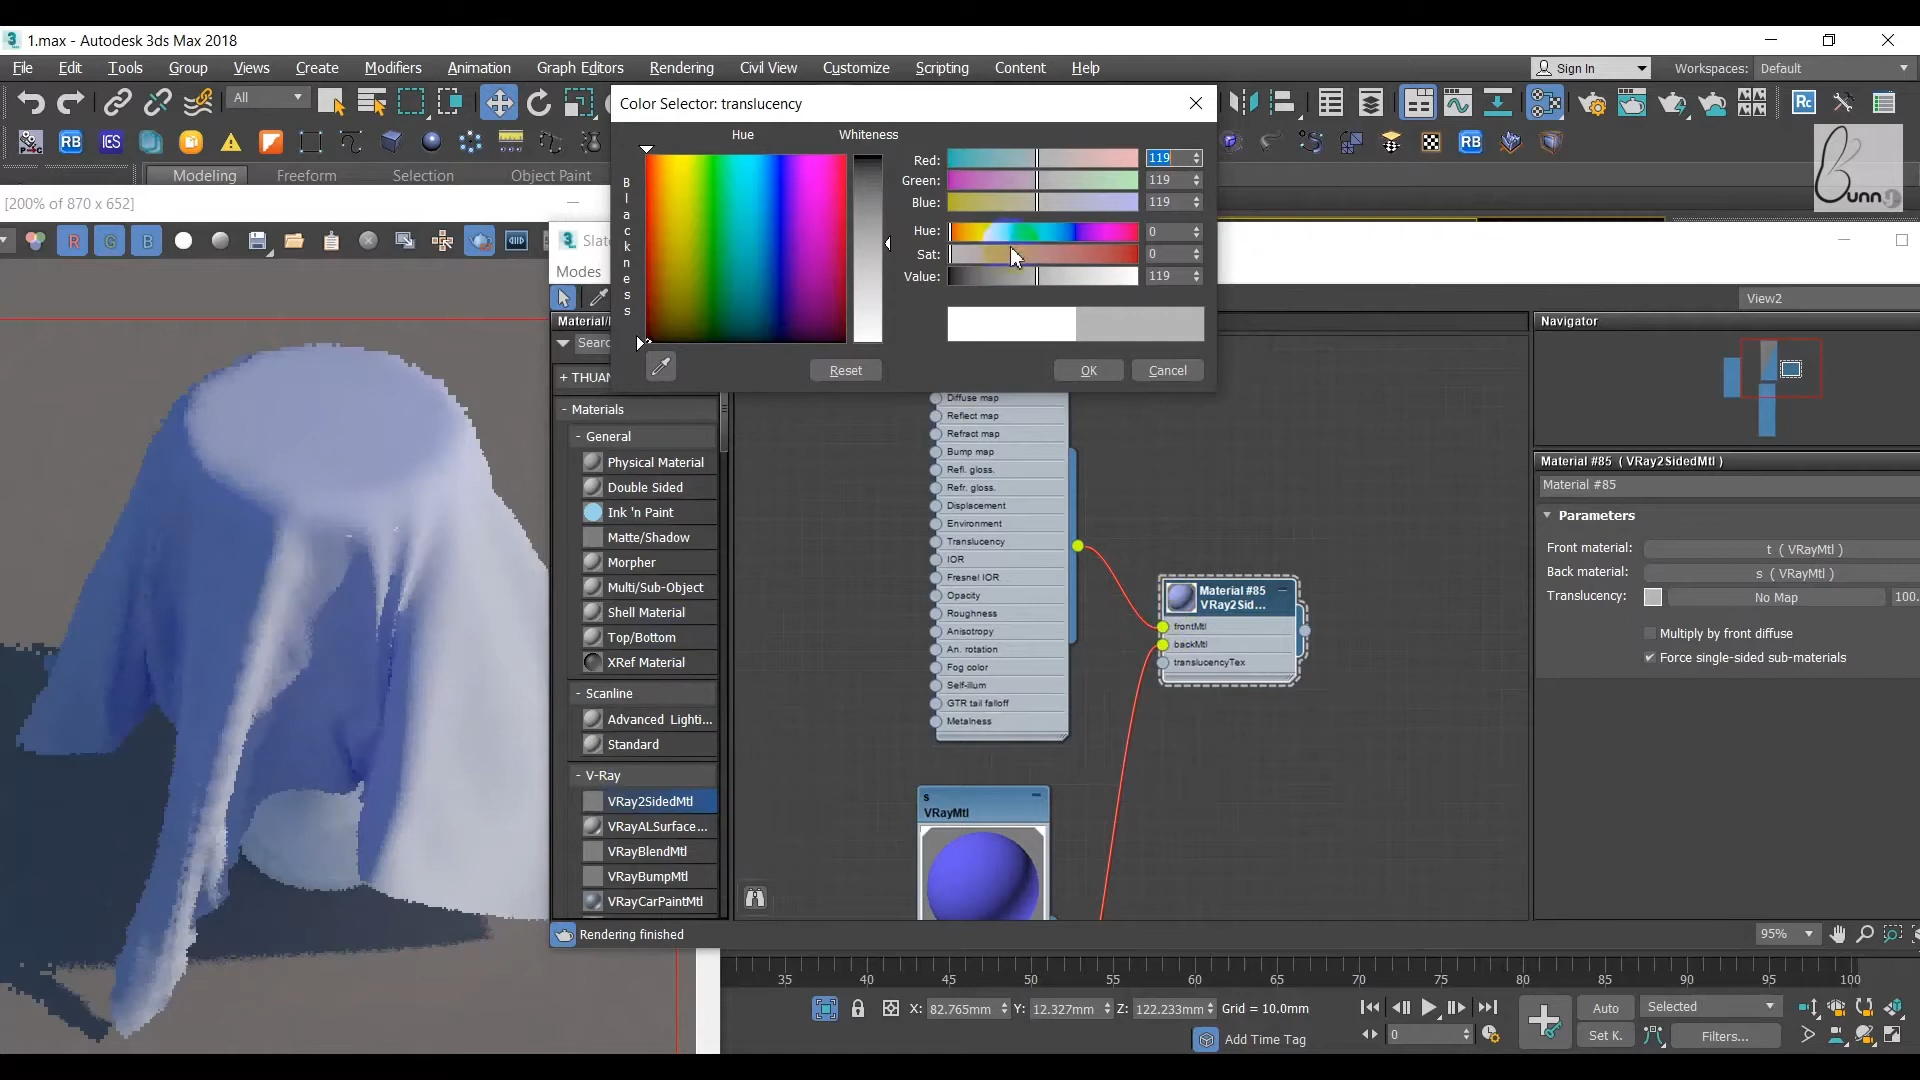 1.max - Autodesk 3ds Max 2018
File Edit Tools Group Views Create Modifiers Animation Graph Editors Rendering Civil View Customize Scripting Content Help
Sign In
Workspaces: Default
All
Color Selector: translucency
Hue Whiteness
Blackness
Red: 119
Green: 119
Blue: 119
Hue: 0
Sat: 0
Value: 119
Reset OK Cancel
RB IES
RB
Rc
Bunn
Modeling Freeform Selection Object Paint
[200% of 870 x 652]
R G B
Slat
Modes
View2
Material/
Searc
+ THUAN
- Materials
- General
Physical Material
Double Sided
Ink 'n Paint
Matte/Shadow
Morpher
Multi/Sub-Object
Shell Material
Top/Bottom
XRef Material
- Scanline
Advanced Lighti...
Standard
- V-Ray
VRay2SidedMtl
VRayALSurface...
VRayBlendMtl
VRayBumpMtl
VRayCarPaintMtl
Diffuse map
Reflect map
Refract map
Bump map
Refl. gloss.
Refr. gloss.
Displacement
Environment
Translucency
IOR
Fresnel IOR
Opacity
Roughness
Anisotropy
An. rotation
Fog color
Self-illum
GTR tail falloff
Metalness
Material #85
VRay2Sid...
frontMtl
backMtl
translucencyTex
s
VRayMtl
Navigator
Material #85 ( VRay2SidedMtl )
Material #85
Parameters
Front material: t ( VRayMtl )
Back material: s ( VRayMtl )
Translucency: No Map 100.
Multiply by front diffuse
Force single-sided sub-materials
Rendering finished
95%
35 40 45 50 55 60 65 70 75 80 85 90 95 100
X: 82.765mm Y: 12.327mm Z: 122.233mm Grid = 10.0mm
Add Time Tag
0
Auto Selected
Set K. Filters...